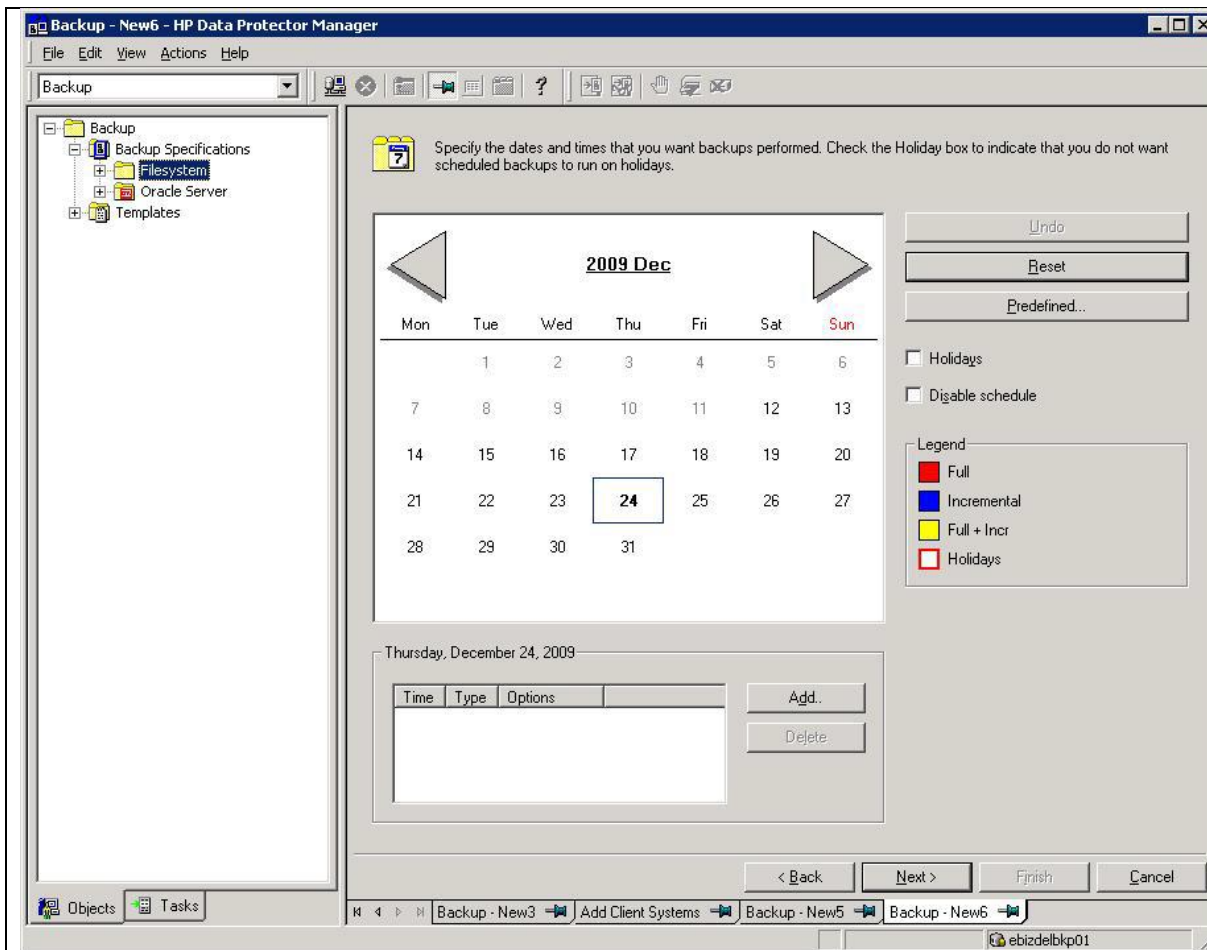 Backup - New6 - HP Data Protector Manager
File Edit View Actions Help
Backup
Backup
Backup Specifications
Filesystem
Oracle Server
Templates
Specify the dates and times that you want backups performed. Check the Holiday box to indicate that you do not want
scheduled backups to run on holidays.
2009 Dec
Mon Tue Wed Thu Fri Sat Sun
1 2 3 4 5 6
7 8 9 10 11 12 13
14 15 16 17 18 19 20
21 22 23 24 25 26 27
28 29 30 31
Undo
Reset
Predefined...
Holidays
Disable schedule
Legend
Full
Incremental
Full + Incr
Holidays
Thursday, December 24, 2009
Time Type Options
Add..
Delete
< Back Next > Finish Cancel
Objects Tasks
Backup - New3 Add Client Systems Backup - New5 Backup - New6
ebizdelbkp01